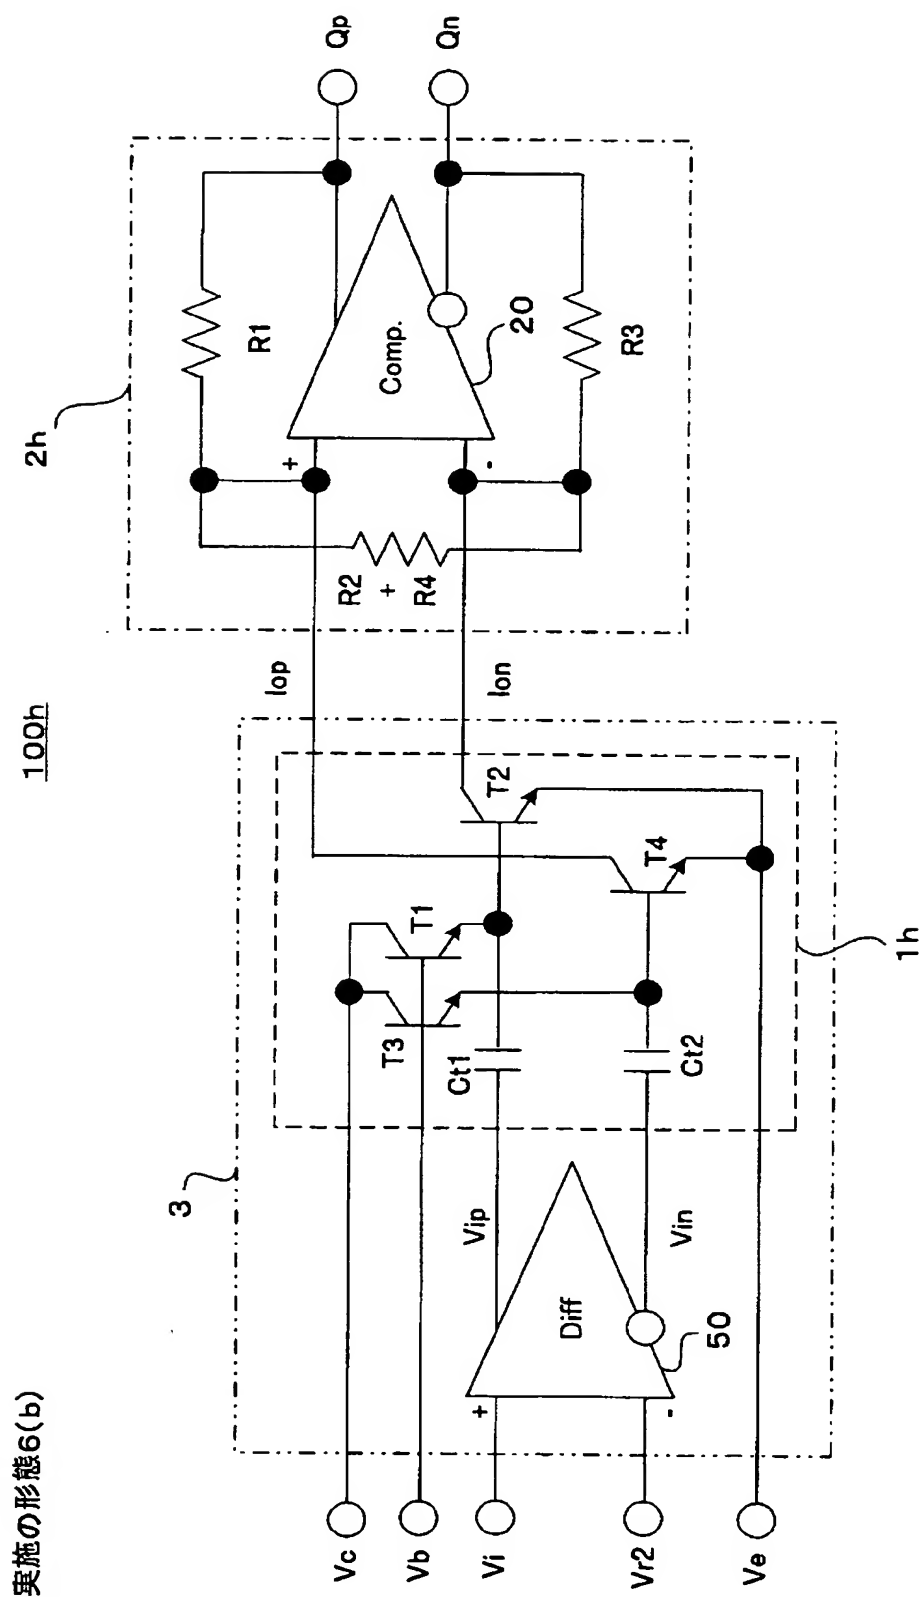 実施の形態6(b)
100h
3
2h
Vc
Vb
Vi
Vr2
Ve
+
-
Diff
50
Vip
Vin
T3
T1
Ct1
Ct2
T2
T4
1h
Iop
Ion
R2
+
R4
R1
+
-
Comp.
20
R3
Qp
Qn